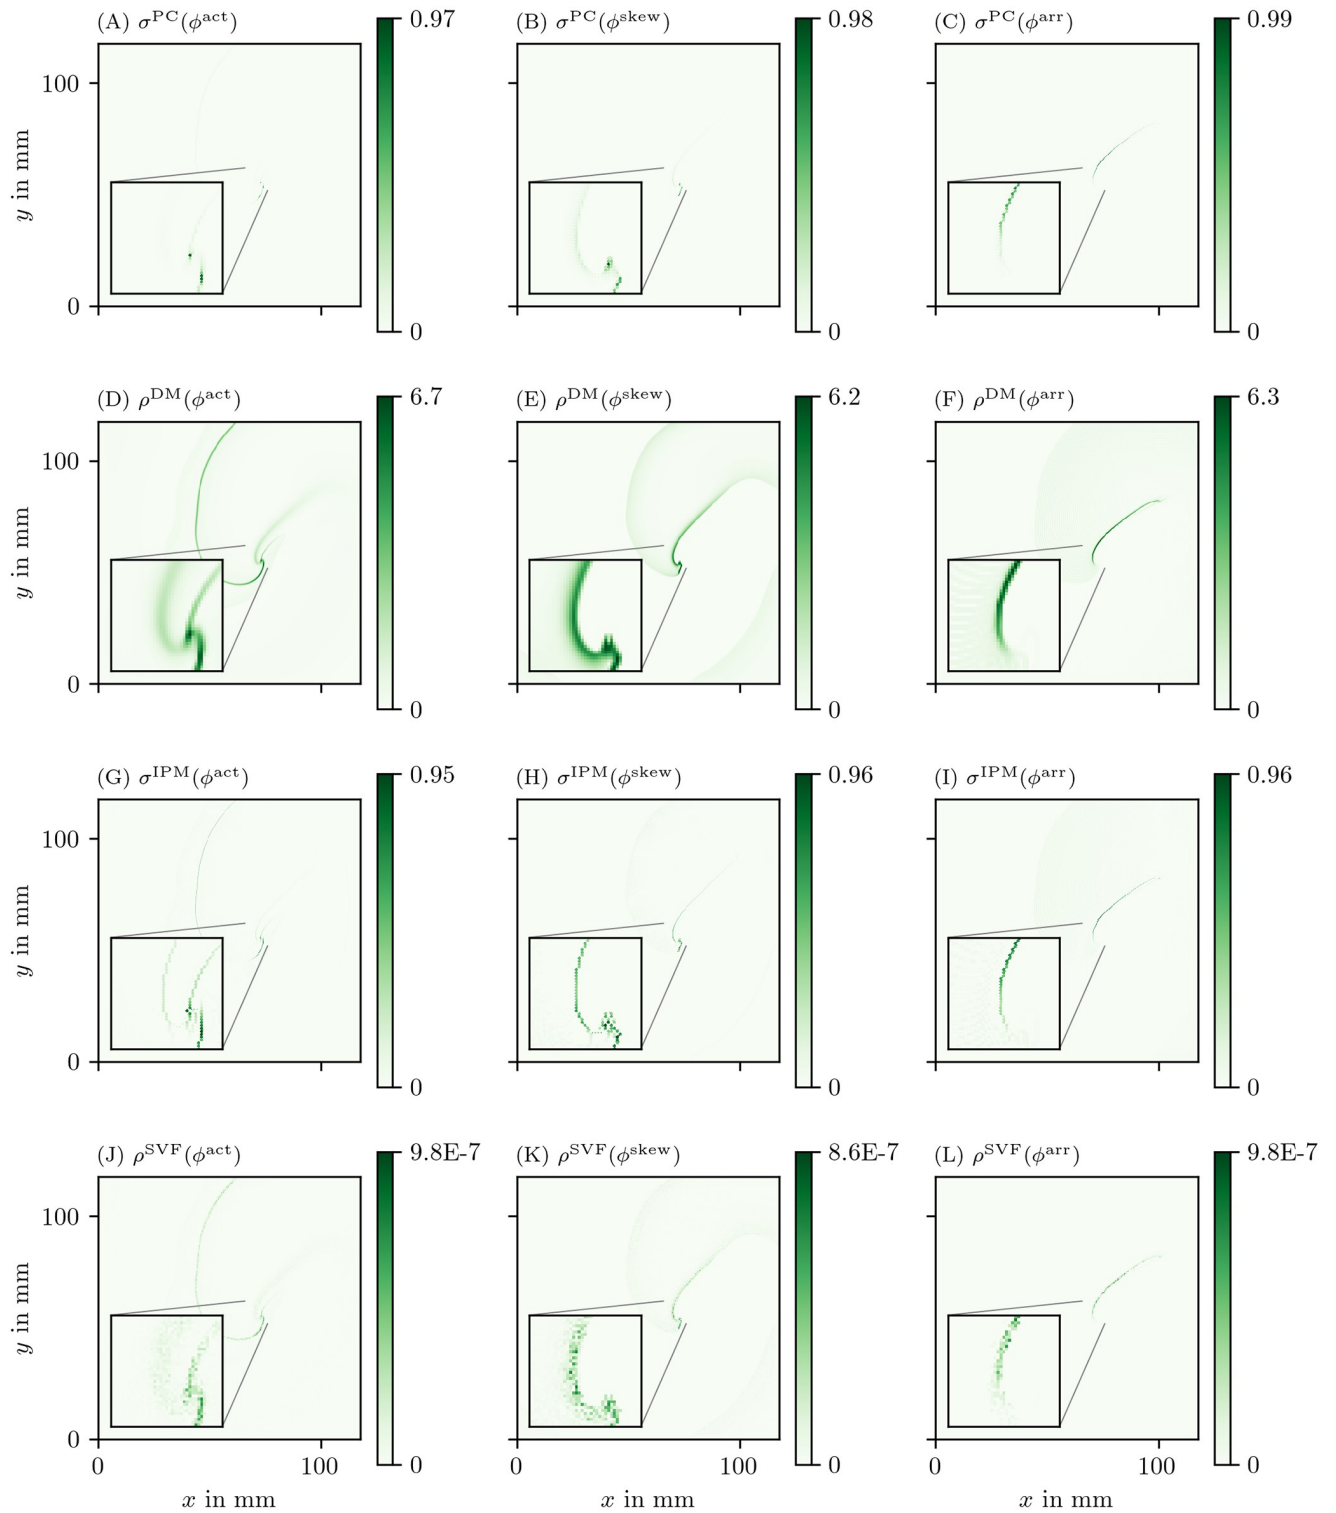 (A) σ^PC(ϕ^act)
0.97
(B) σ^PC(ϕ^skew)
0.98
(C) σ^PC(ϕ^arr)
0.99
100
y in mm
0
0
0
0
(D) ρ^DM(ϕ^act)
6.7
(E) ρ^DM(ϕ^skew)
6.2
(F) ρ^DM(ϕ^arr)
6.3
100
y in mm
0
0
0
0
(G) σ^IPM(ϕ^act)
0.95
(H) σ^IPM(ϕ^skew)
0.96
(I) σ^IPM(ϕ^arr)
0.96
100
y in mm
0
0
0
0
(J) ρ^SVF(ϕ^act)
9.8E-7
(K) ρ^SVF(ϕ^skew)
8.6E-7
(L) ρ^SVF(ϕ^arr)
9.8E-7
100
y in mm
0
0
0
0
0 100
0 100
0 100
x in mm
x in mm
x in mm